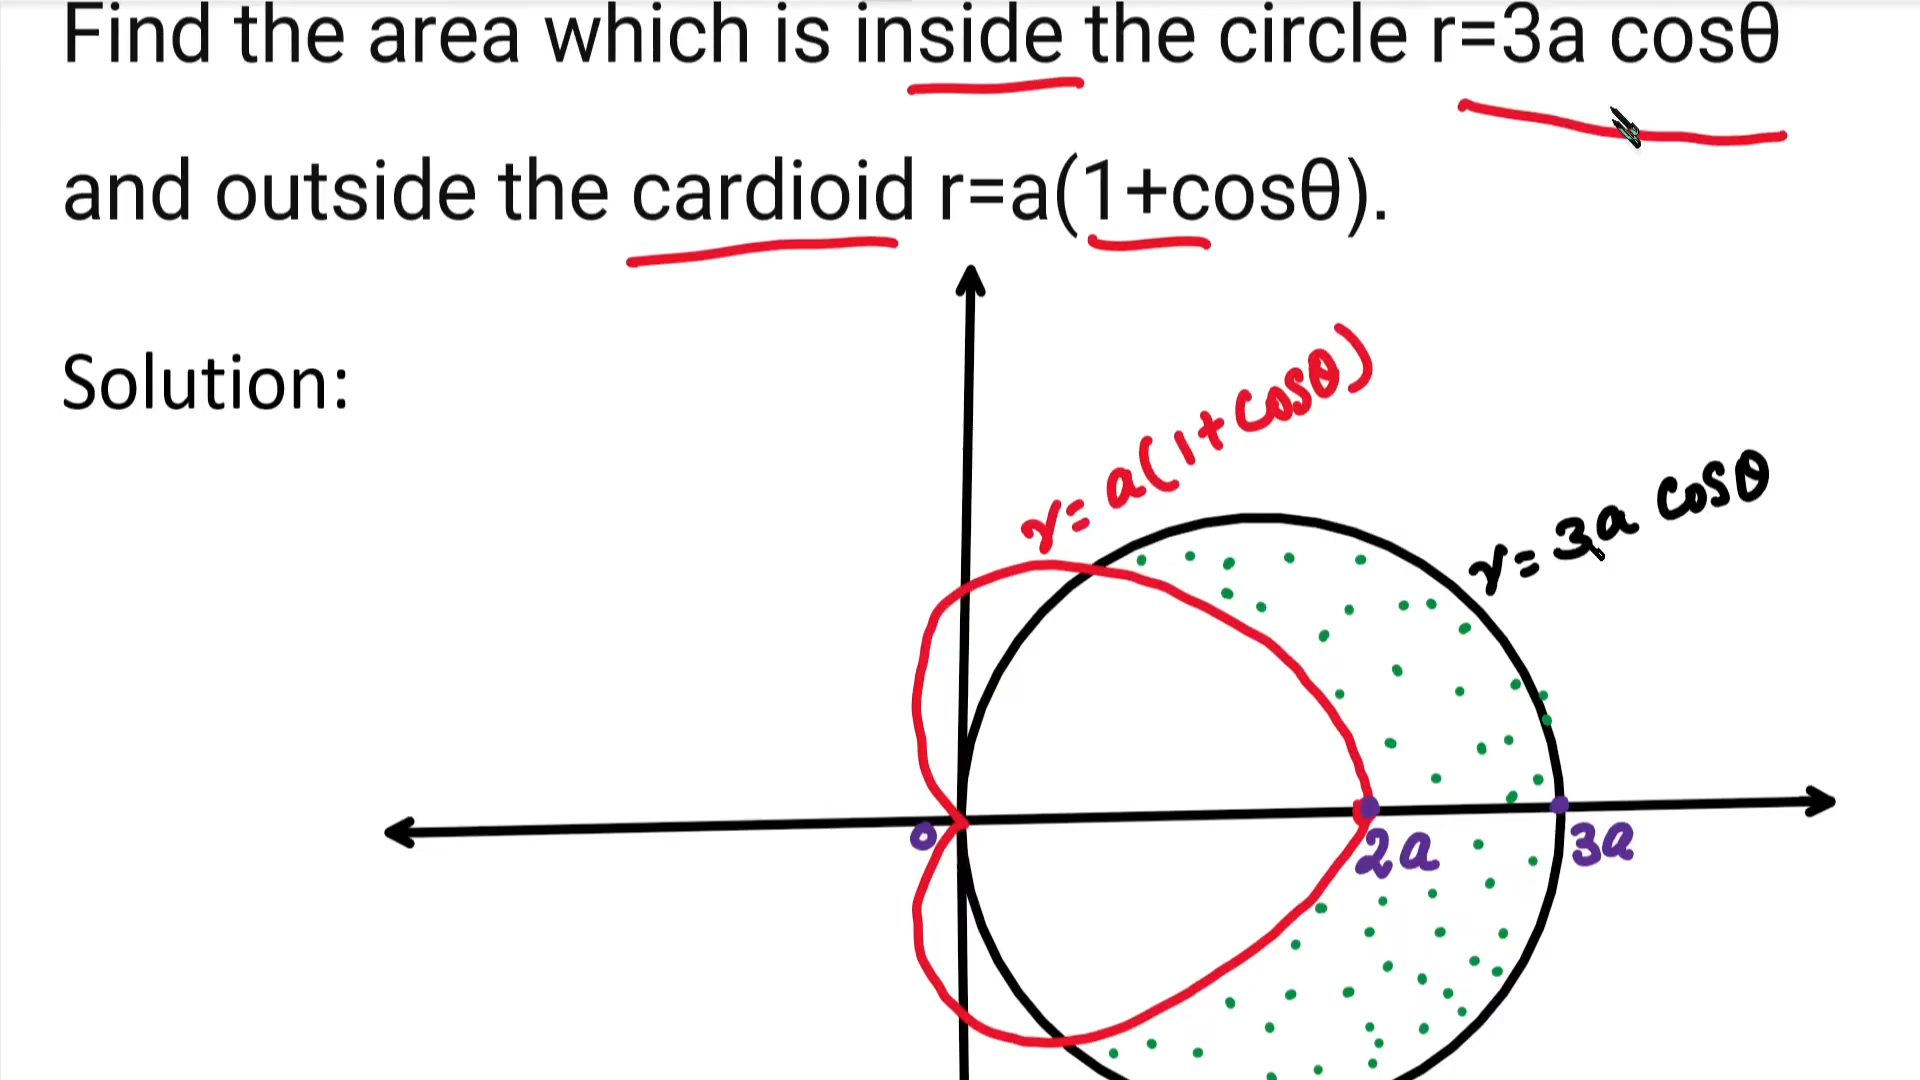 Find the area which is inside the circle r=3a cosθ
and outside the cardioid r=a(1+cosθ).
Solution:
r=a(1+cosθ)
r=3a cosθ
0
2a
3a